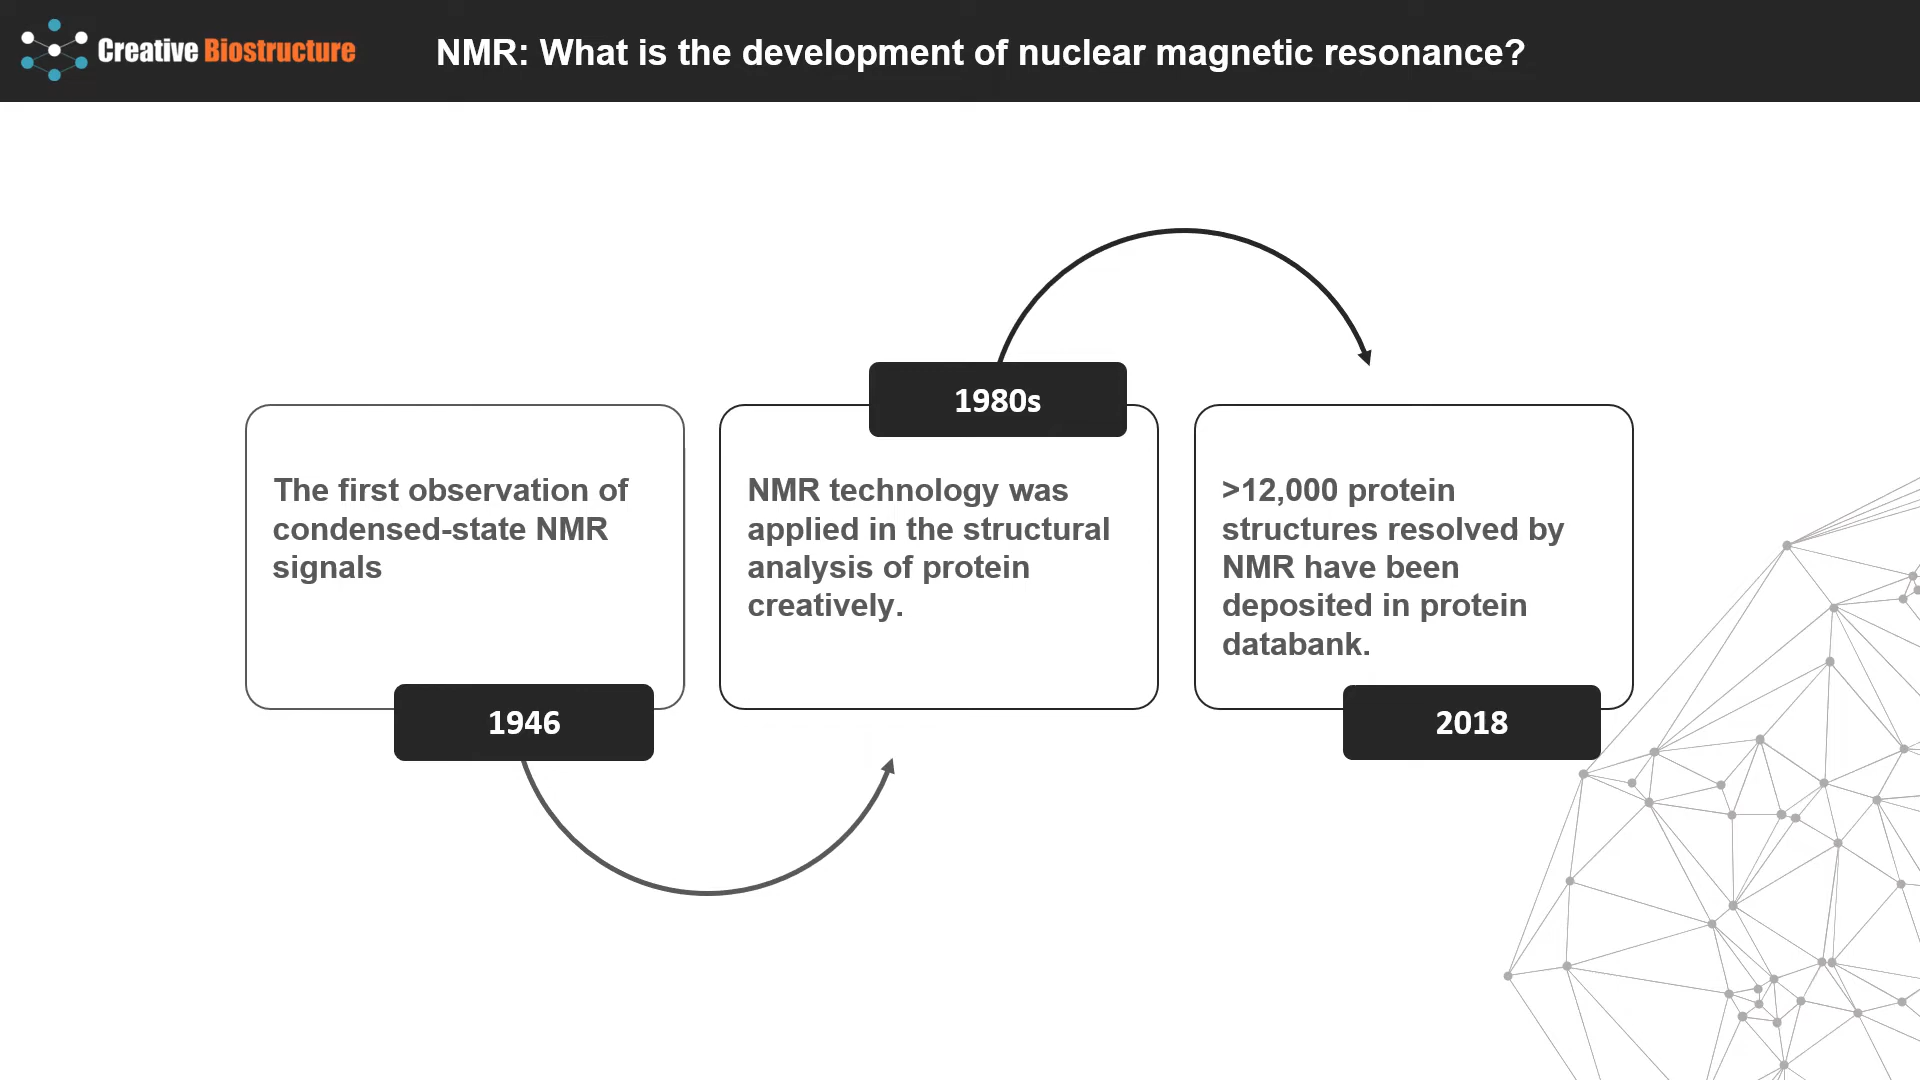 Creative Biostructure
NMR: What is the development of nuclear magnetic resonance?
The first observation of
condensed-state NMR
signals
1946
1980s
NMR technology was
applied in the structural
analysis of protein
creatively.
>12,000 protein
structures resolved by
NMR have been
deposited in protein
databank.
2018